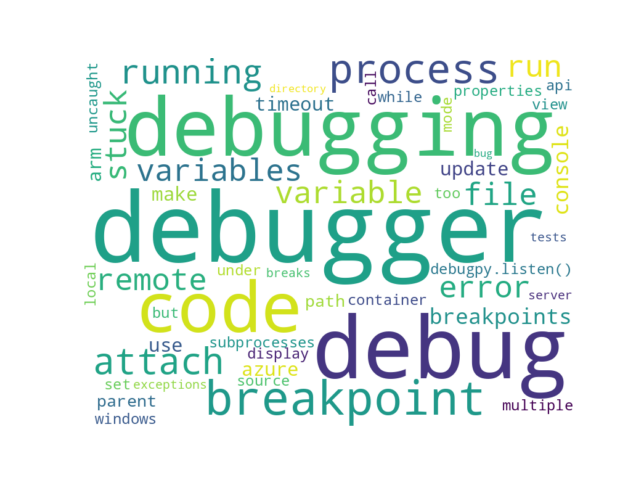 running
process
run
uncaught
directory
call
while
properties
api
timeout
mode
view
stuck
debugging
arm
variables
bug
update
console
make
variable
too
file
debugger
tests
local
remote
under
breaks
debugpy.listen()
error
server
code
path
container
but
breakpoints
use
subprocesses
debug
attach
display
azure
source
set
exceptions
breakpoint
parent
multiple
windows